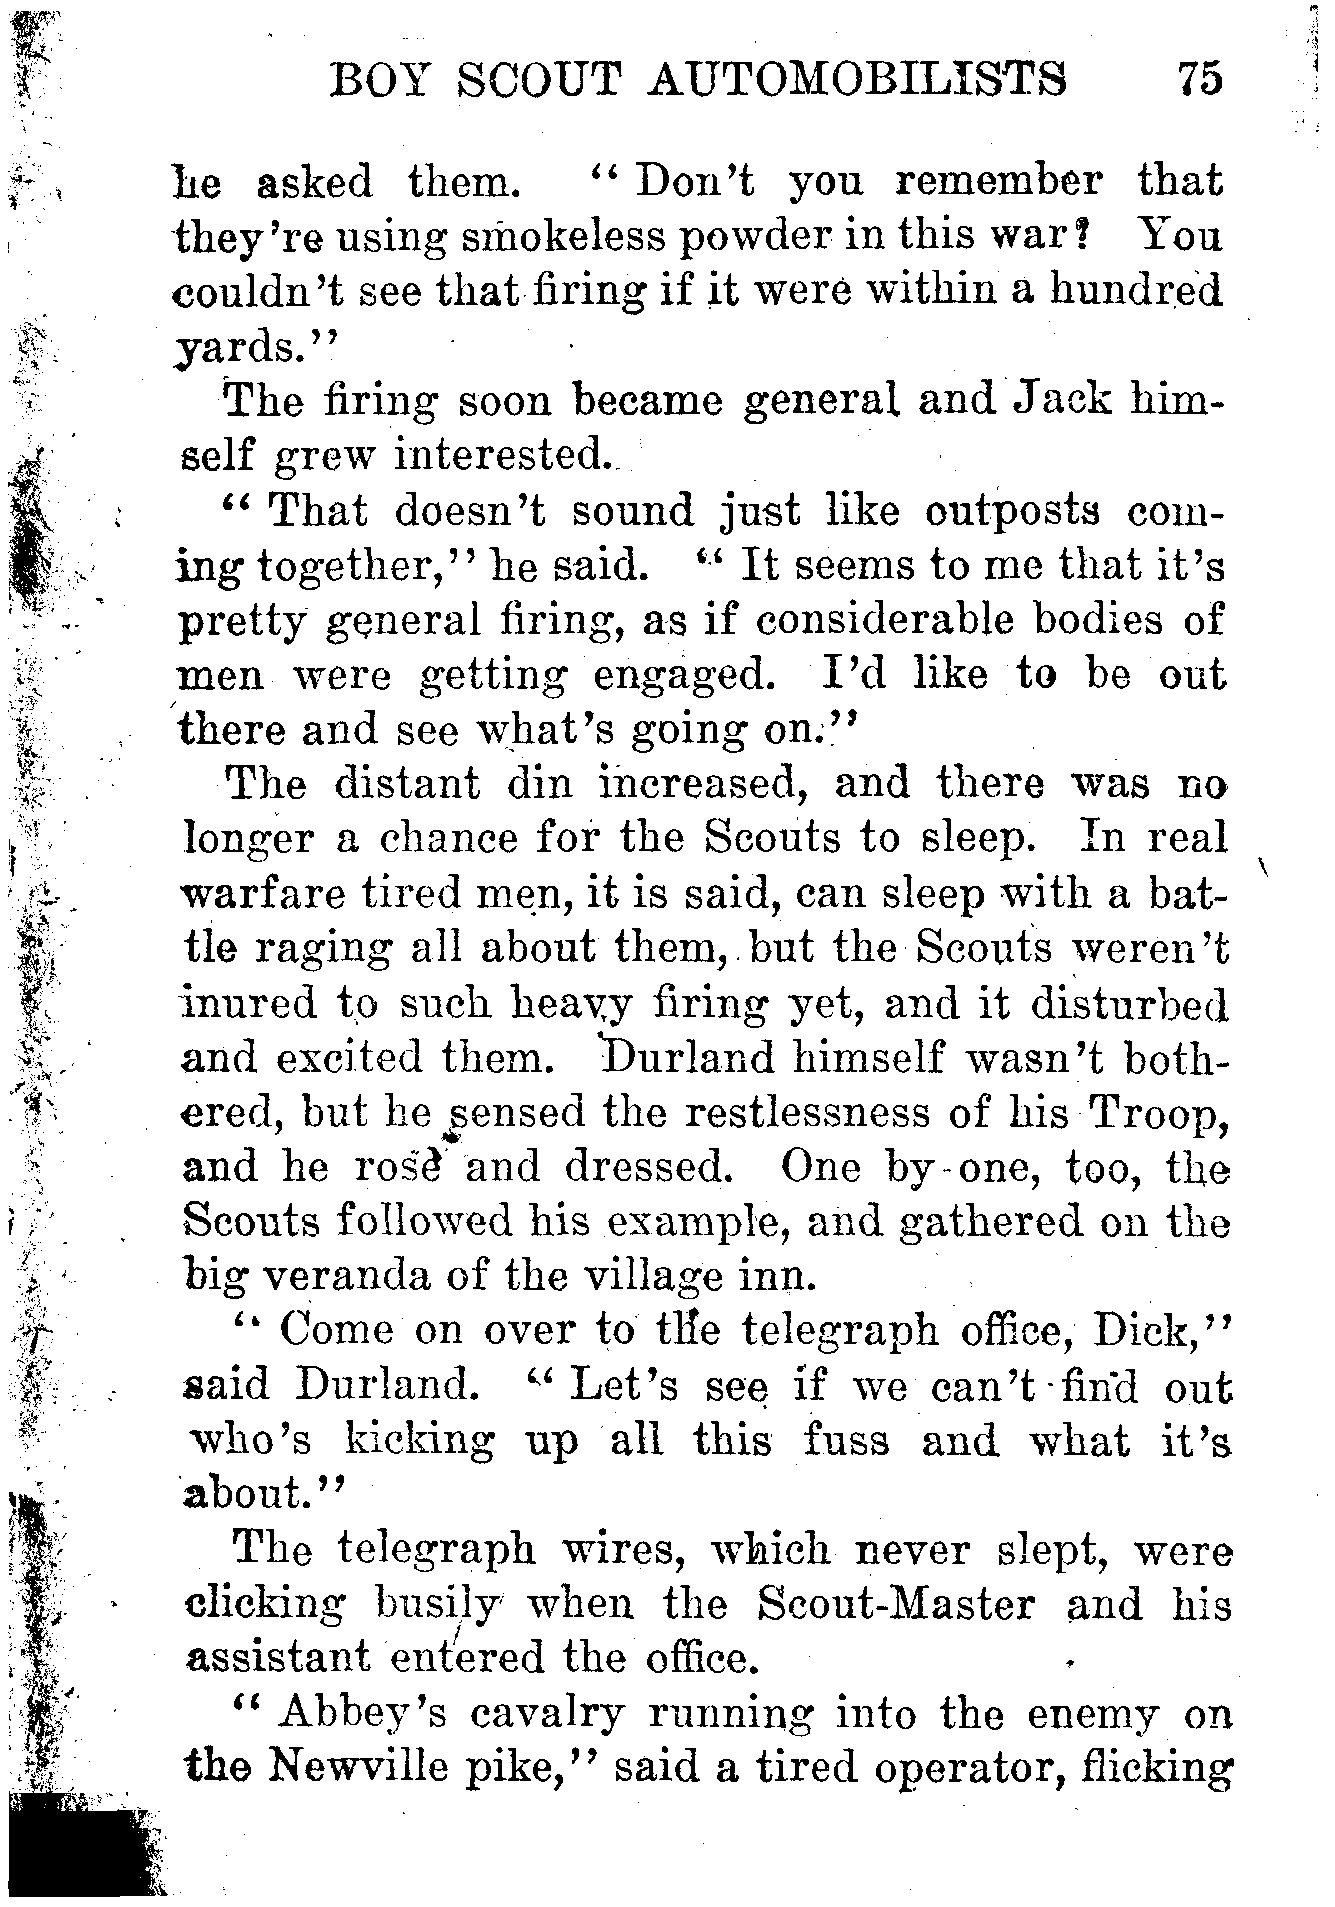 BOY SCOUT AUTOMOBILISTS 75
he asked them. "Don't you remember that
they're using smokeless powder in this war? You
couldn't see that firing if it were within a hundred
yards."
The firing soon became general and Jack him-
self grew interested.
"That doesn't sound just like outposts com-
ing together," he said. "It seems to me that it's
pretty general firing, as if considerable bodies of
men were getting engaged. I'd like to be out
there and see what's going on."
The distant din increased, and there was no
longer a chance for the Scouts to sleep. In real
warfare tired men, it is said, can sleep with a bat-
tle raging all about them, but the Scouts weren't
inured to such heavy firing yet, and it disturbed
and excited them. Durland himself wasn't both-
ered, but he sensed the restlessness of his Troop,
and he rose and dressed. One by one, too, the
Scouts followed his example, and gathered on the
big veranda of the village inn.
"Come on over to the telegraph office, Dick,"
said Durland. "Let's see if we can't find out
who's kicking up all this fuss and what it's
about."
The telegraph wires, which never slept, were
clicking busily when the Scout-Master and his
assistant entered the office.
"Abbey's cavalry running into the enemy on
the Newville pike," said a tired operator, flicking